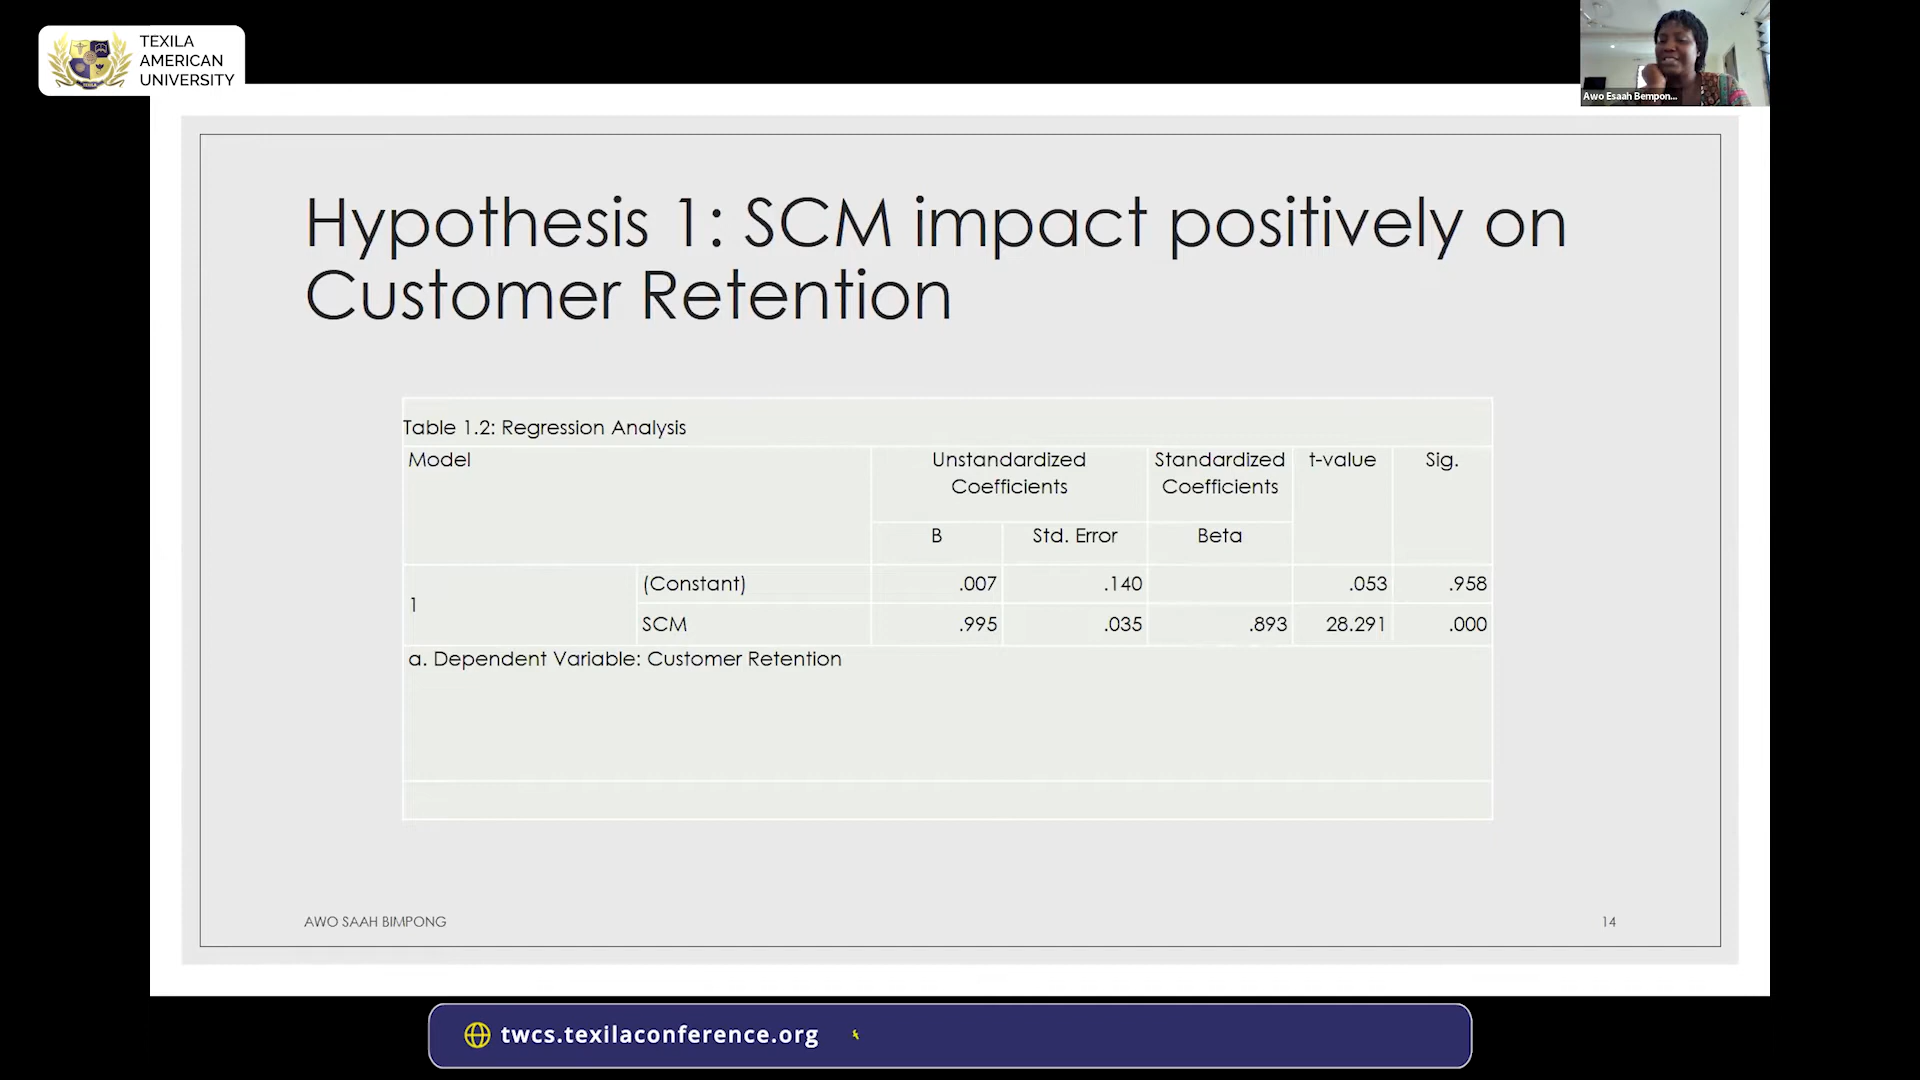 TEXILA
AMERICAN
UNIVERSITY
Awo Esaah Bempon...
Hypothesis 1: SCM impact positively on
Customer Retention
Table 1.2: Regression Analysis
Model
Unstandardized
Coefficients
Standardized
Coefficients
t-value
Sig.
B
Std. Error
Beta
1
(Constant)
.007
.140
.053
.958
SCM
.995
.035
.893
28.291
.000
a. Dependent Variable: Customer Retention
AWO SAAH BIMPONG
14
twcs.texilaconference.org